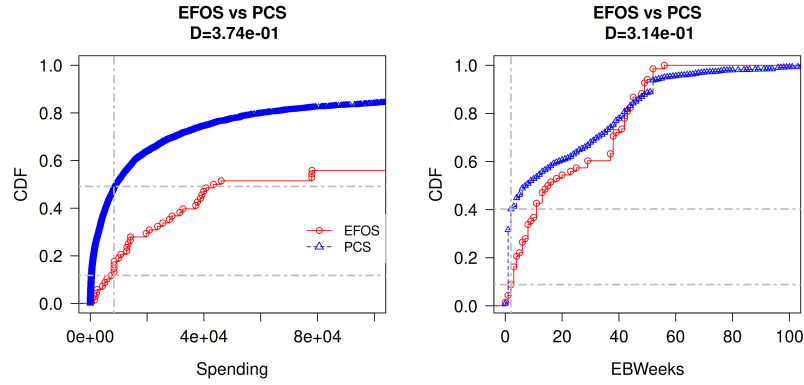 EFOS vs PCS
D=3.74e-01
CDF
1.0
0.8
0.6
0.4
0.2
0.0
EFOS
PCS
0e+00
4e+04
8e+04
Spending
EFOS vs PCS
D=3.14e-01
CDF
1.0
0.8
0.6
0.4
0.2
0.0
0
20
40
60
80
100
EBWeeks